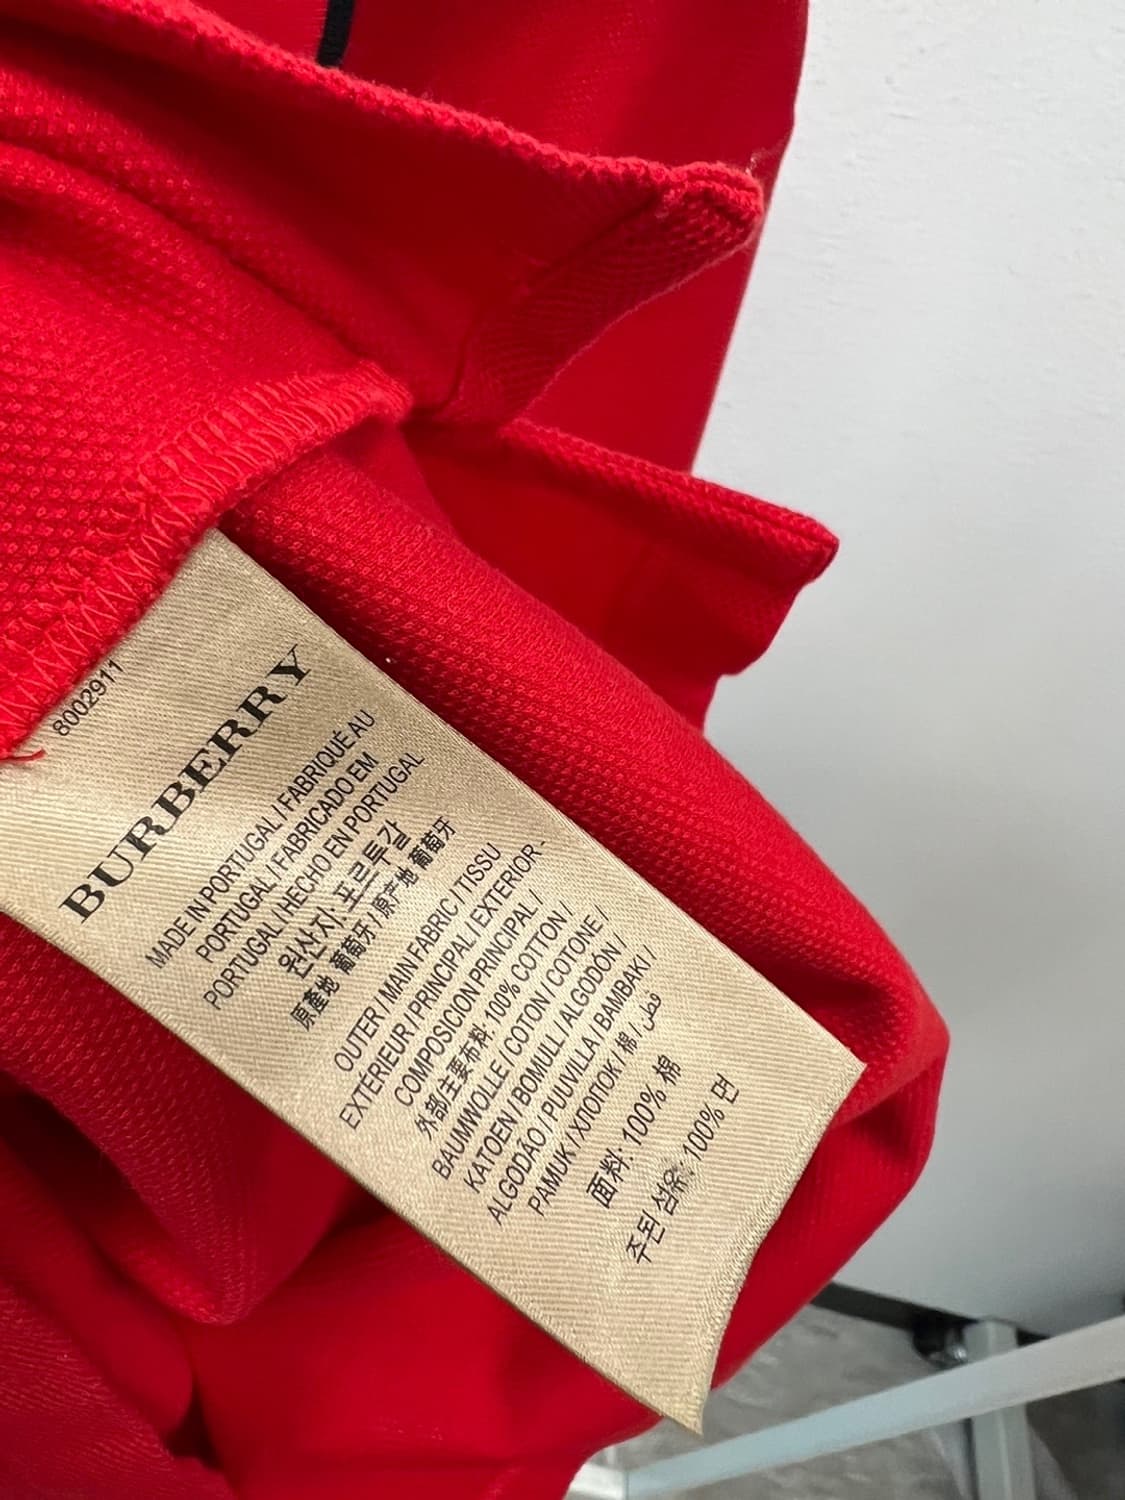 8002911
BURBERRY
MADE IN PORTUGAL / FABRIQUÉ AU
PORTUGAL / FABRICADO EM
PORTUGAL / HECHO EN PORTUGAL
원산지: 포르투갈
原產地 葡萄牙 / 原产地 葡萄牙
OUTER / MAIN FABRIC / TISSU
EXTERIEUR / PRINCIPAL / EXTERIOR -
COMPOSICION PRINCIPAL /
外部主要布料: 100% COTTON /
BAUMWOLLE / COTON / COTONE /
KATOEN / BOMULL / ALGODÓN /
ALGODÃO / PUUVILLA / BAMBAKI /
PAMUK / ХЛОПОК / 棉 / قطن
面料: 100% 棉
주된 섬유: 100% 면